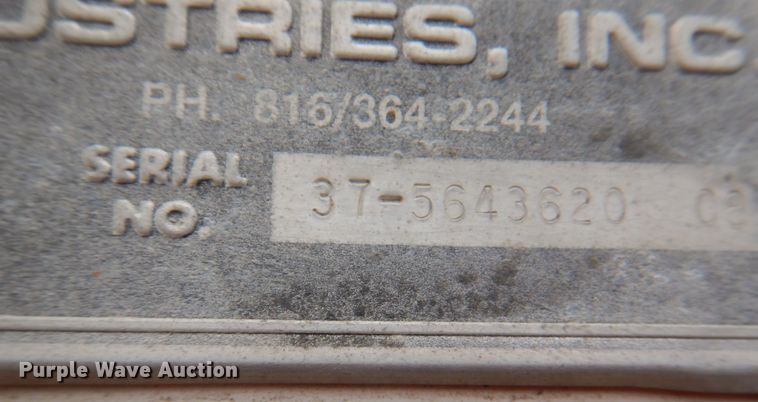 USTRIES, INC.
PH. 816/364-2244
SERIAL NO. 37-5643620
Purple Wave Auction